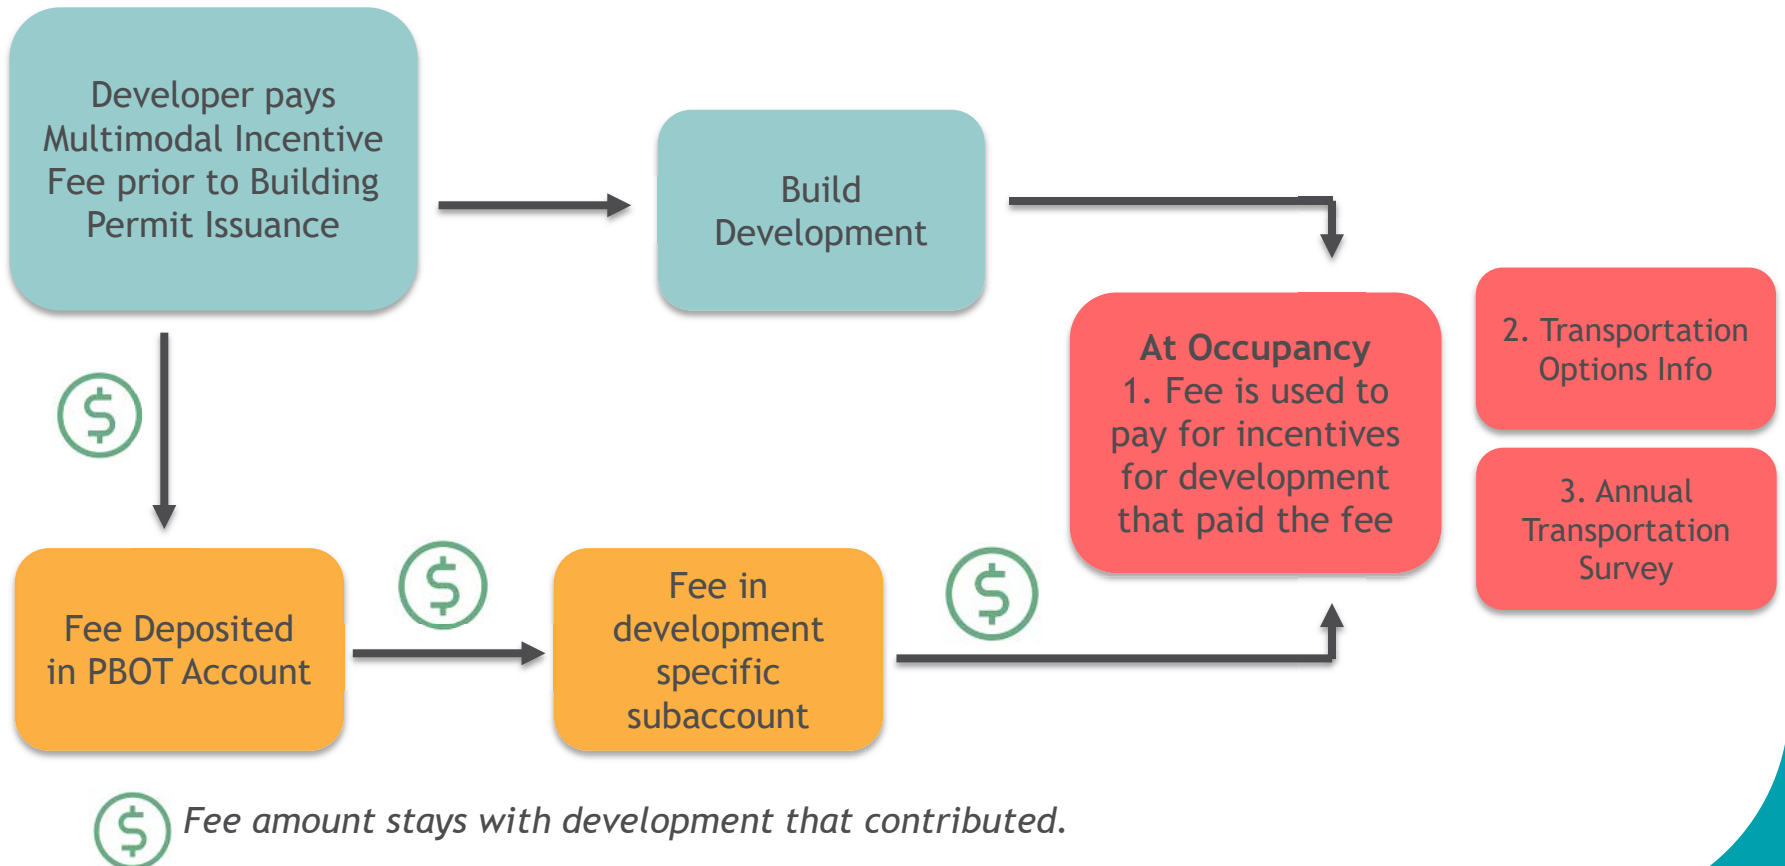 Developer pays
Multimodal Incentive
Fee prior to Building
Permit Issuance
Build
Development
At Occupancy
1. Fee is used to
pay for incentives
for development
that paid the fee
2. Transportation
Options Info
3. Annual
Transportation
Survey
$
$
$
Fee Deposited
in PBOT Account
Fee in
development
specific
subaccount
$
Fee amount stays with development that contributed.